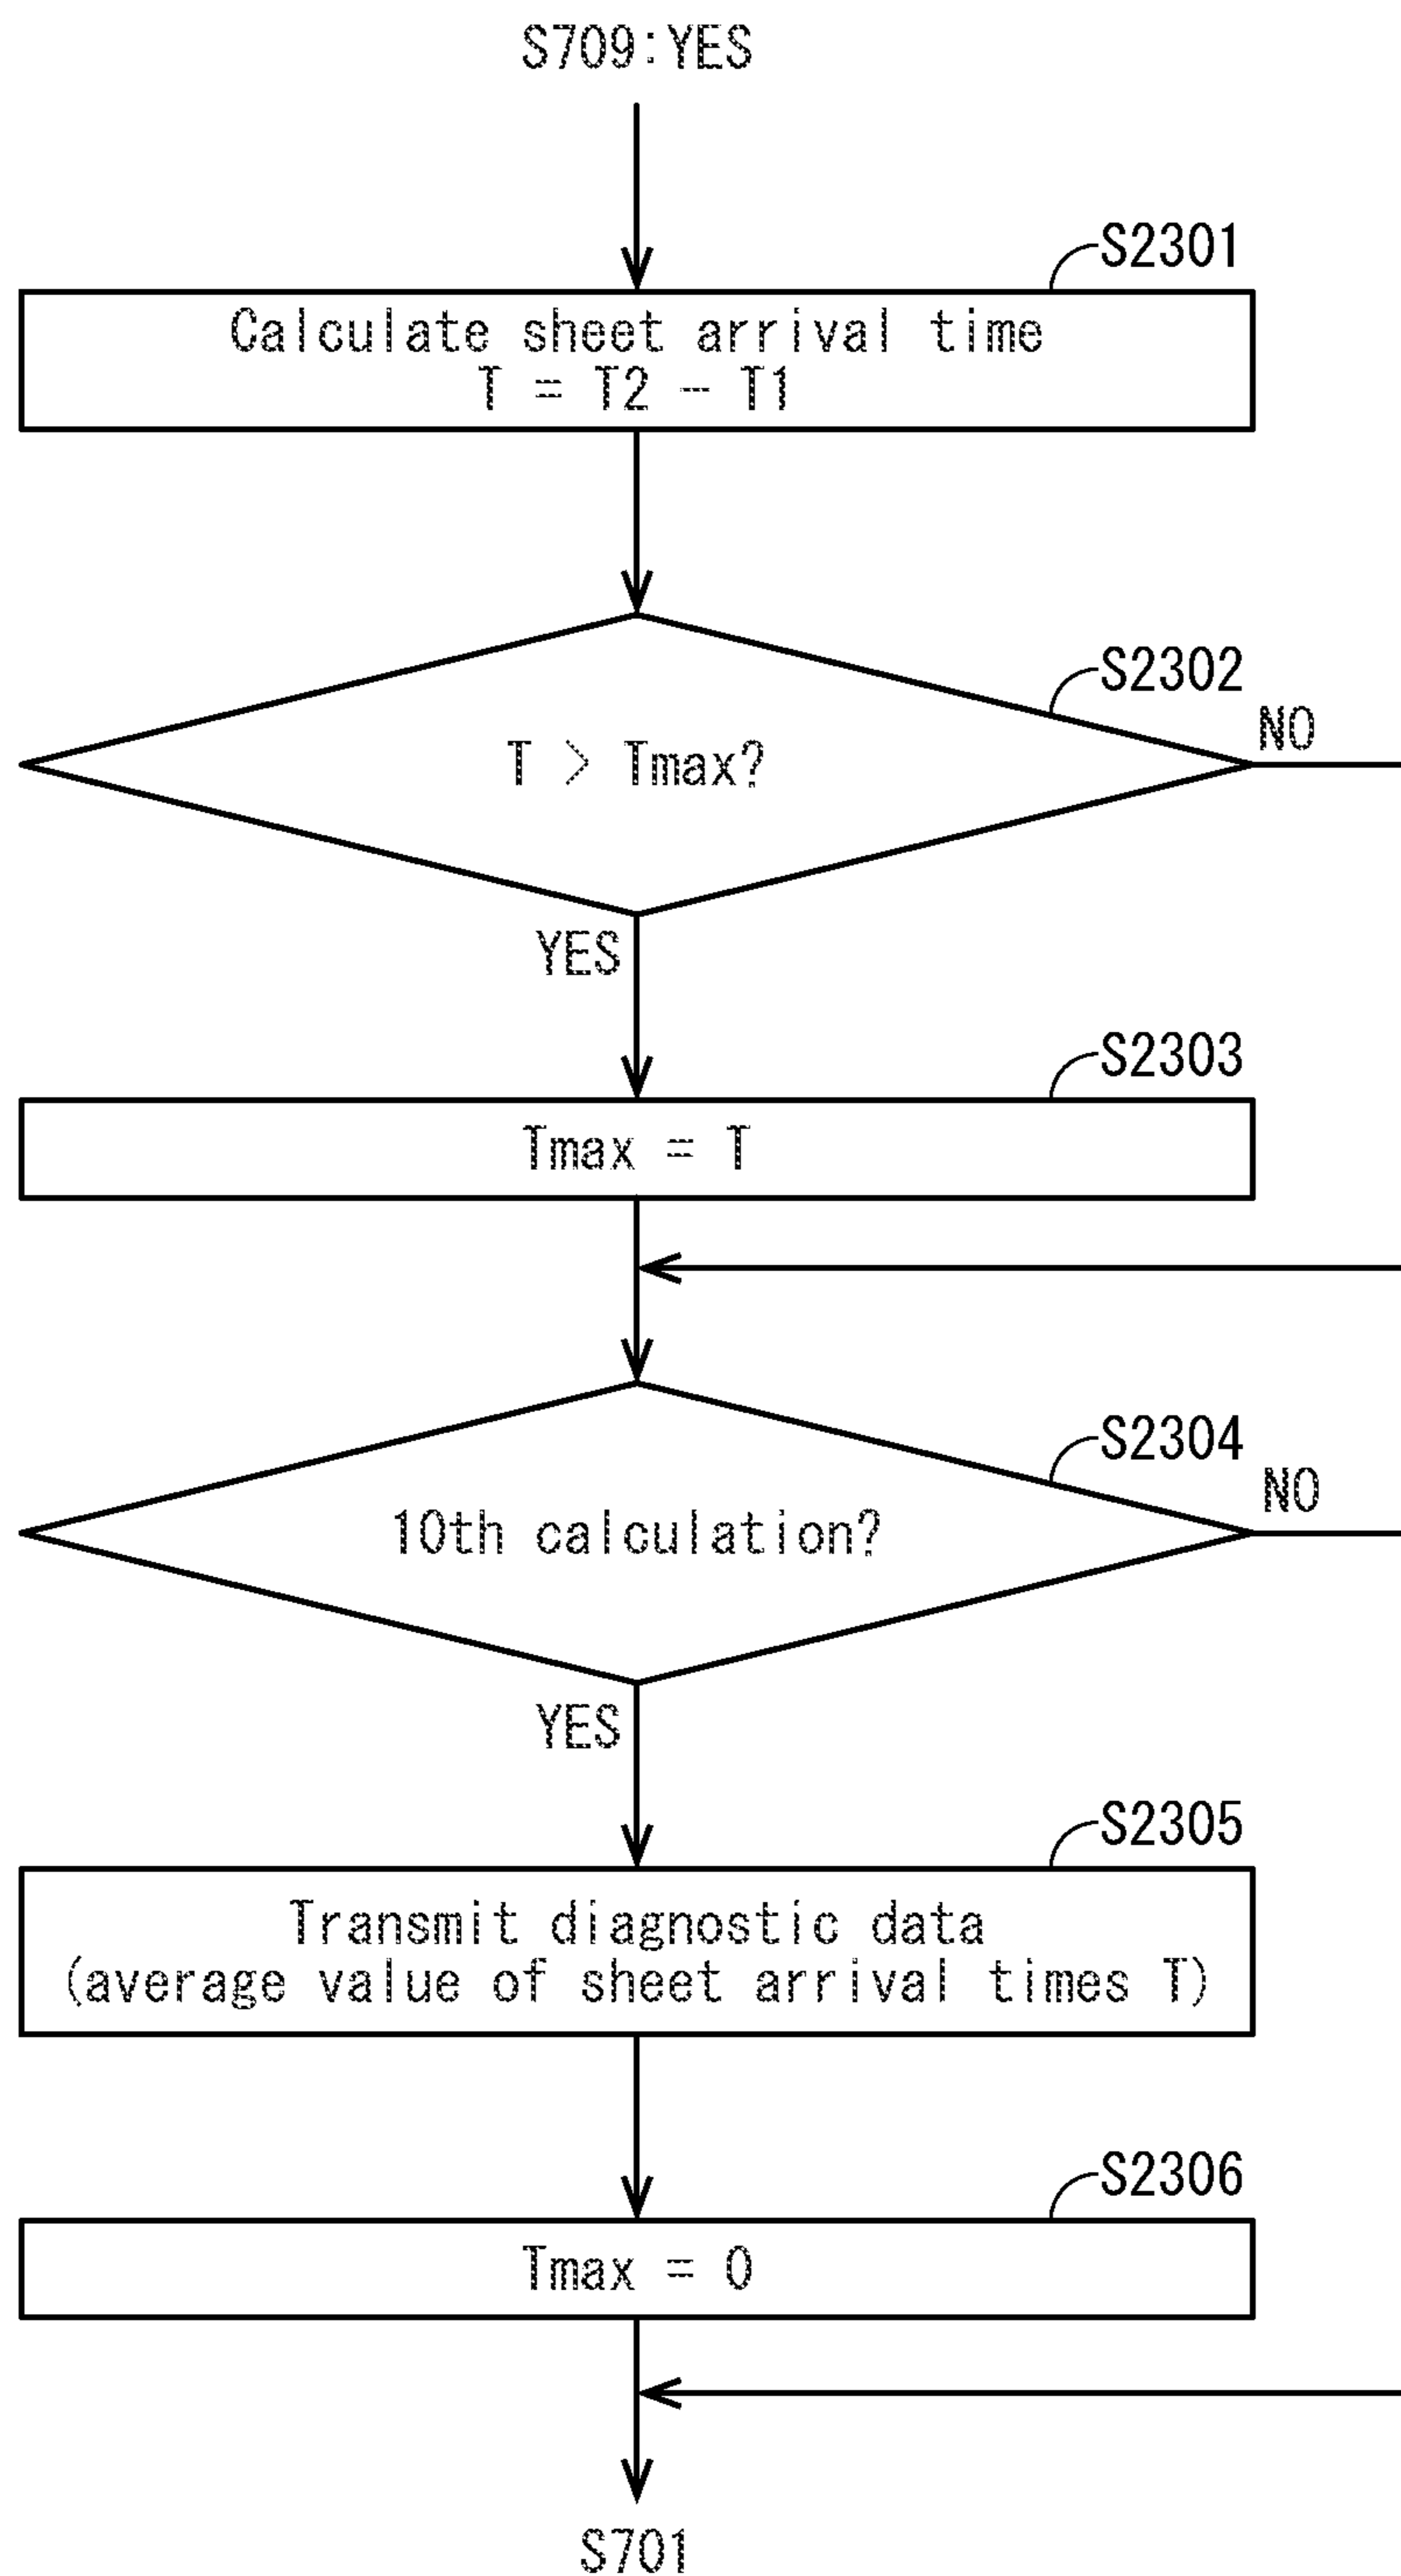 S709:YES
S2301
Calculate sheet arrival time
T = T2 - T1
S2302
NO
T > Tmax?
YES
S2303
Tmax = T
S2304
NO
10th calculation?
YES
S2305
Transmit diagnostic data
(average value of sheet arrival times T)
S2306
Tmax = 0
S701